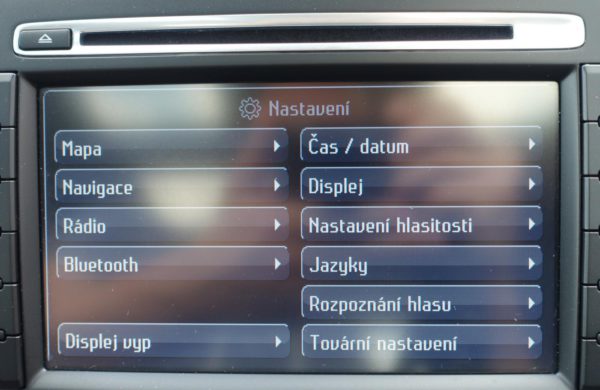 Nastavení
Mapa
Čas / datum
Navigace
Displej
Rádio
Nastavení hlasitosti
Bluetooth
Jazyky
Rozpoznání hlasu
Displej vyp
Tovární nastavení